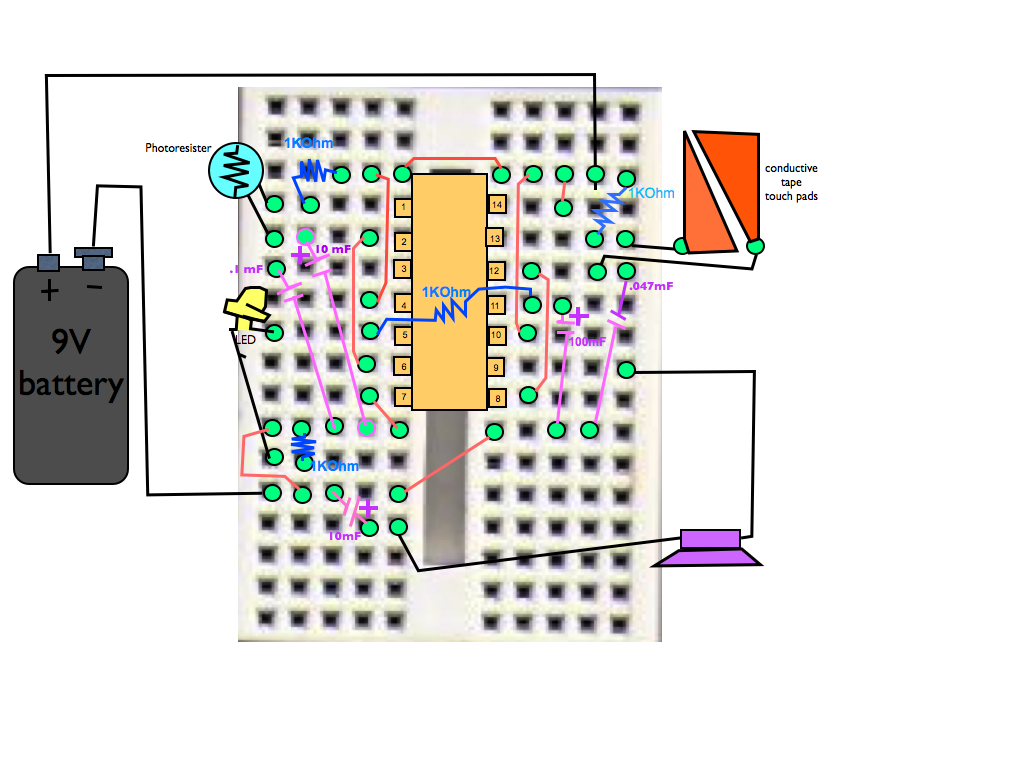 Photoresister
1KOhm
conductive
tape
touch pads
1KOhm
1
14
2
13
10 mF
.1 mF
3
12
1KOhm
.047mF
4
11
+
−
9V
battery
LED
+
+
5
10
100mF
6
9
7
8
1KOhm
+
10mF